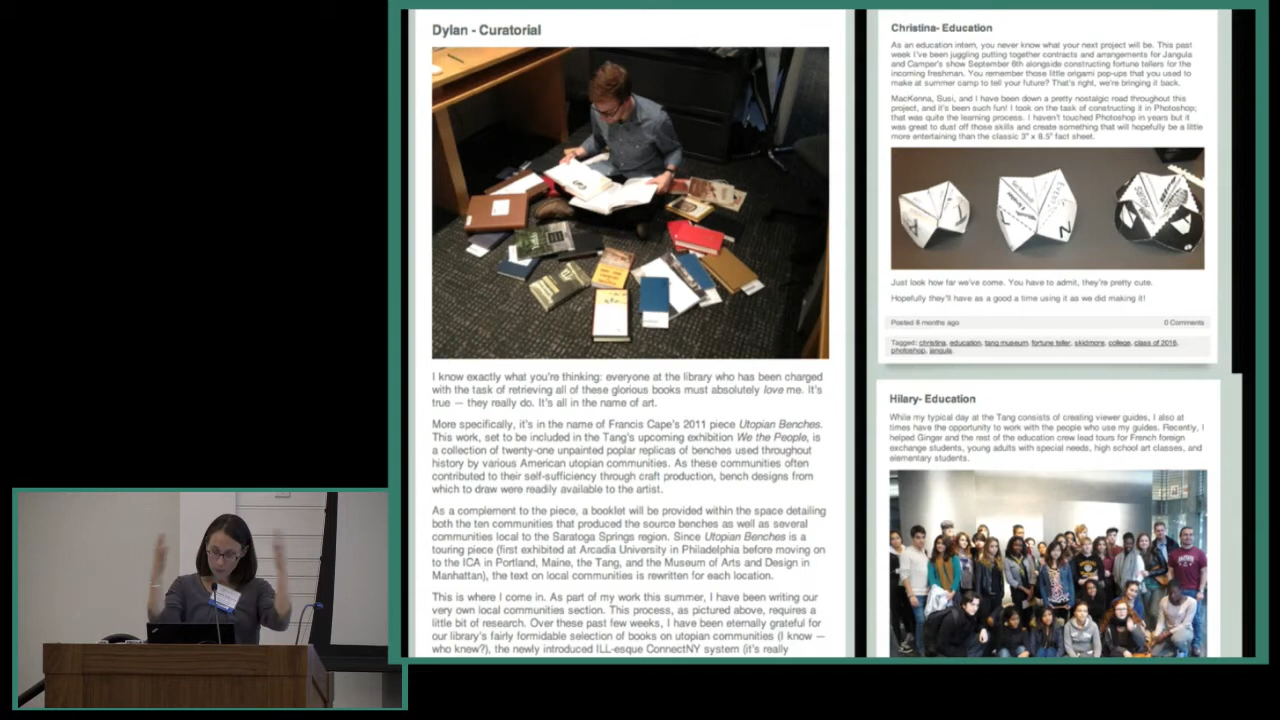 Dylan - Curatorial
I know exactly what you're thinking: everyone at the library who has been charged
with the task of retrieving all of these glorious books must absolutely love me. It's
true — they really do. It's all in the name of art.
More specifically, it's in the name of Francis Cape's 2011 piece Utopian Benches.
This work, set to be included in the Tang's upcoming exhibition We the People, is
a collection of twenty-one unpainted poplar replicas of benches used throughout
history by various American utopian communities. As these communities often
contributed to their self-sufficiency through craft production, bench designs from
which to draw were readily available to the artist.
As a complement to the piece, a booklet will be provided within the space detailing
both the ten communities that produced the source benches as well as several
communities local to the Saratoga Springs region. Since Utopian Benches is a
touring piece (first exhibited at Arcadia University in Philadelphia before moving on
to the ICA in Portland, Maine, the Tang, and the Museum of Arts and Design in
Manhattan), the text on local communities is rewritten for each location.
This is where I come in. As part of my work this summer, I have been writing our
very own local communities section. This process, as pictured above, requires a
little bit of research. Over these past few weeks, I have been eternally grateful for
our library's fairly formidable selection of books on utopian communities (I know —
who knew?), the newly introduced ILL-esque ConnectNY system (it's really
Christina- Education
As an education intern, you never know what your next project will be. This past
week I've been juggling putting together contracts and arrangements for Jangula
and Camper's show September 6th alongside constructing fortune tellers for the
incoming freshman. You remember those little origami pop-ups that you used to
make at summer camp to tell your future? That's right, we're bringing it back.
MacKenna, Susi, and I have been down a pretty nostalgic road throughout this
project, and it's been such fun! I took on the task of constructing it in Photoshop;
that was quite the learning process. I haven't touched Photoshop in years but it
was great to dust off those skills and create something that will hopefully be a little
more entertaining than the classic 3" x 8.5" fact sheet.
Just look how far we've come. You have to admit, they're pretty cute.
Hopefully they'll have as a good a time using it as we did making it!
Posted 8 months ago
0 Comments
Tagged: christina, education, tang museum, fortune teller, skidmore, college, class of 2016,
photoshop, jangula.
Hilary- Education
While my typical day at the Tang consists of creating viewer guides, I also at
times have the opportunity to work with the people who use my guides. Recently, I
helped Ginger and the rest of the education crew lead tours for French foreign
exchange students, young adults with special needs, high school art classes, and
elementary students.